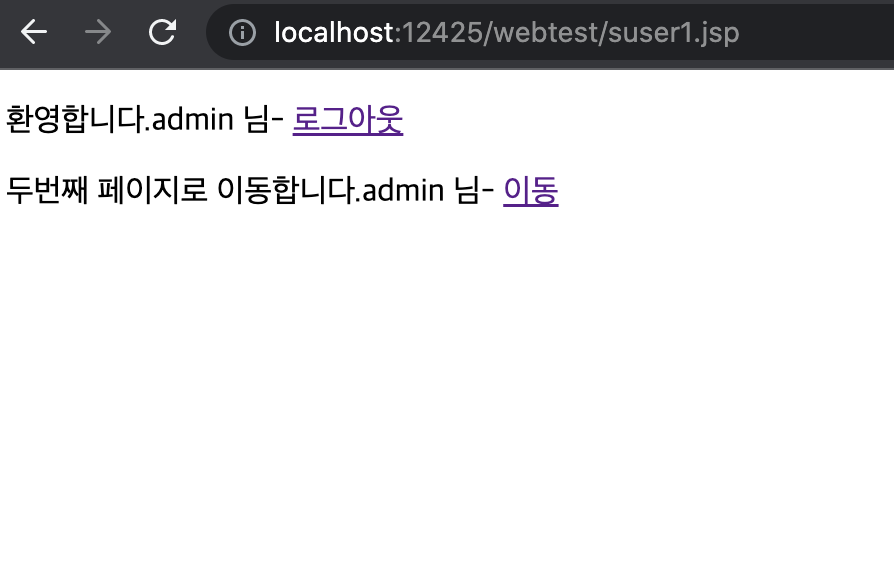 localhost:12425/webtest/suser1.jsp
환영합니다.admin 님- 로그아웃
두번째 페이지로 이동합니다.admin 님- 이동